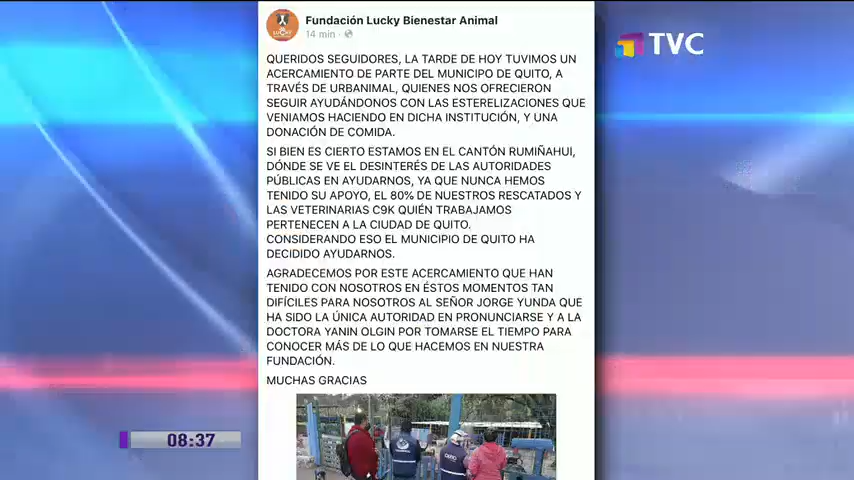 Fundación Lucky Bienestar Animal
14 min ·
TVC
QUERIDOS SEGUIDORES, LA TARDE DE HOY TUVIMOS UN
ACERCAMIENTO DE PARTE DEL MUNICIPO DE QUITO, A
TRAVÉS DE URBANIMAL, QUIENES NOS OFRECIERON
SEGUIR AYUDÁNDONOS CON LAS ESTERELIZACIONES QUE
VENIAMOS HACIENDO EN DICHA INSTITUCIÓN, Y UNA
DONACIÓN DE COMIDA.
SI BIEN ES CIERTO ESTAMOS EN EL CANTÓN RUMIÑAHUI,
DÓNDE SE VE EL DESINTERÉS DE LAS AUTORIDADES
PÚBLICAS EN AYUDARNOS, YA QUE NUNCA HEMOS
TENIDO SU APOYO, EL 80% DE NUESTROS RESCATADOS Y
LAS VETERINARIAS C9K QUIÉN TRABAJAMOS
PERTENECEN A LA CIUDAD DE QUITO.
CONSIDERANDO ESO EL MUNICIPIO DE QUITO HA
DECIDIDO AYUDARNOS.
AGRADECEMOS POR ESTE ACERCAMIENTO QUE HAN
TENIDO CON NOSOTROS EN ÉSTOS MOMENTOS TAN
DIFÍCILES PARA NOSOTROS AL SEÑOR JORGE YUNDA QUE
HA SIDO LA ÚNICA AUTORIDAD EN PRONUNCIARSE Y A LA
DOCTORA YANIN OLGIN POR TOMARSE EL TIEMPO PARA
CONOCER MÁS DE LO QUE HACEMOS EN NUESTRA
FUNDACIÓN.
MUCHAS GRACIAS
08:37